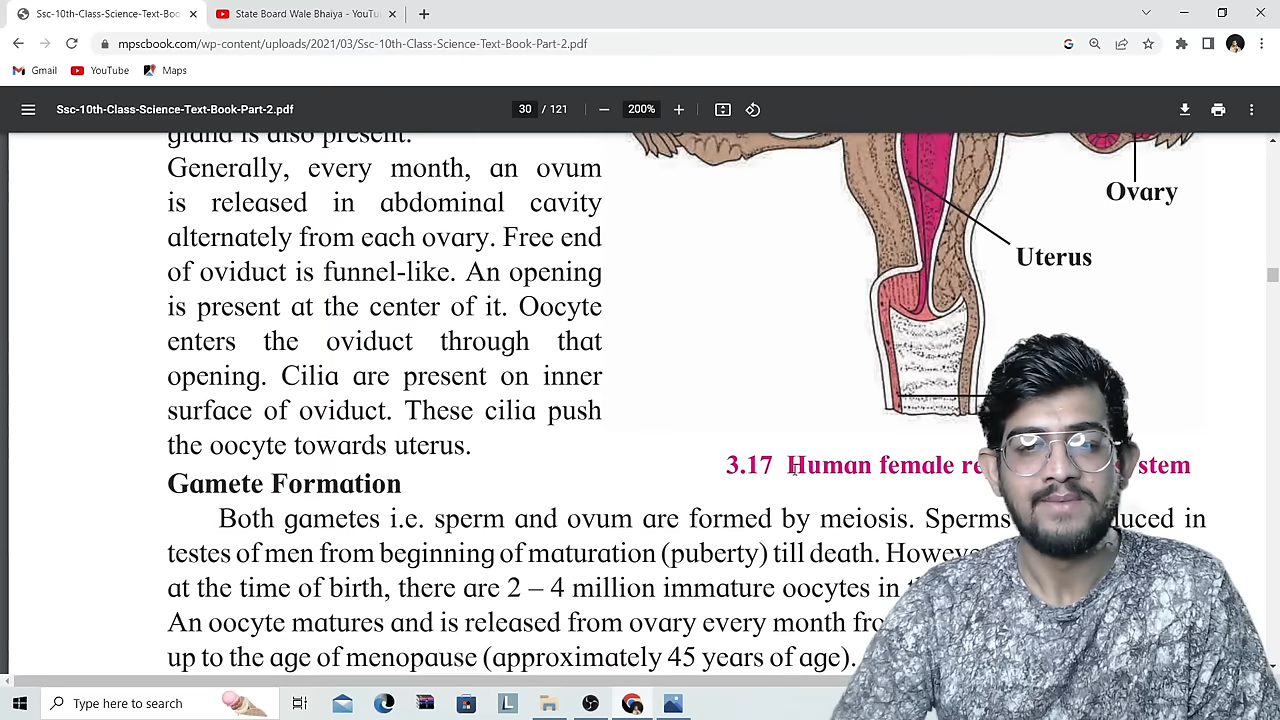 Ssc-10th-Class-Science-Text-Boo
State Board Wale Bhaiya - YouTu
mpscbook.com/wp-content/uploads/2021/03/Ssc-10th-Class-Science-Text-Book-Part-2.pdf
Gmail
YouTube
Maps
Ssc-10th-Class-Science-Text-Book-Part-2.pdf
30 / 121
200%
gland is also present.
Generally, every month, an ovum
is released in abdominal cavity
alternately from each ovary. Free end
of oviduct is funnel-like. An opening
is present at the center of it. Oocyte
enters the oviduct through that
opening. Cilia are present on inner
surface of oviduct. These cilia push
the oocyte towards uterus.
Ovary
Uterus
3.17 Human female re stem
Gamete Formation
Both gametes i.e. sperm and ovum are formed by meiosis. Sperms uced in
testes of men from beginning of maturation (puberty) till death. Howeve
at the time of birth, there are 2 – 4 million immature oocytes in
An oocyte matures and is released from ovary every month fro
up to the age of menopause (approximately 45 years of age).
Type here to search